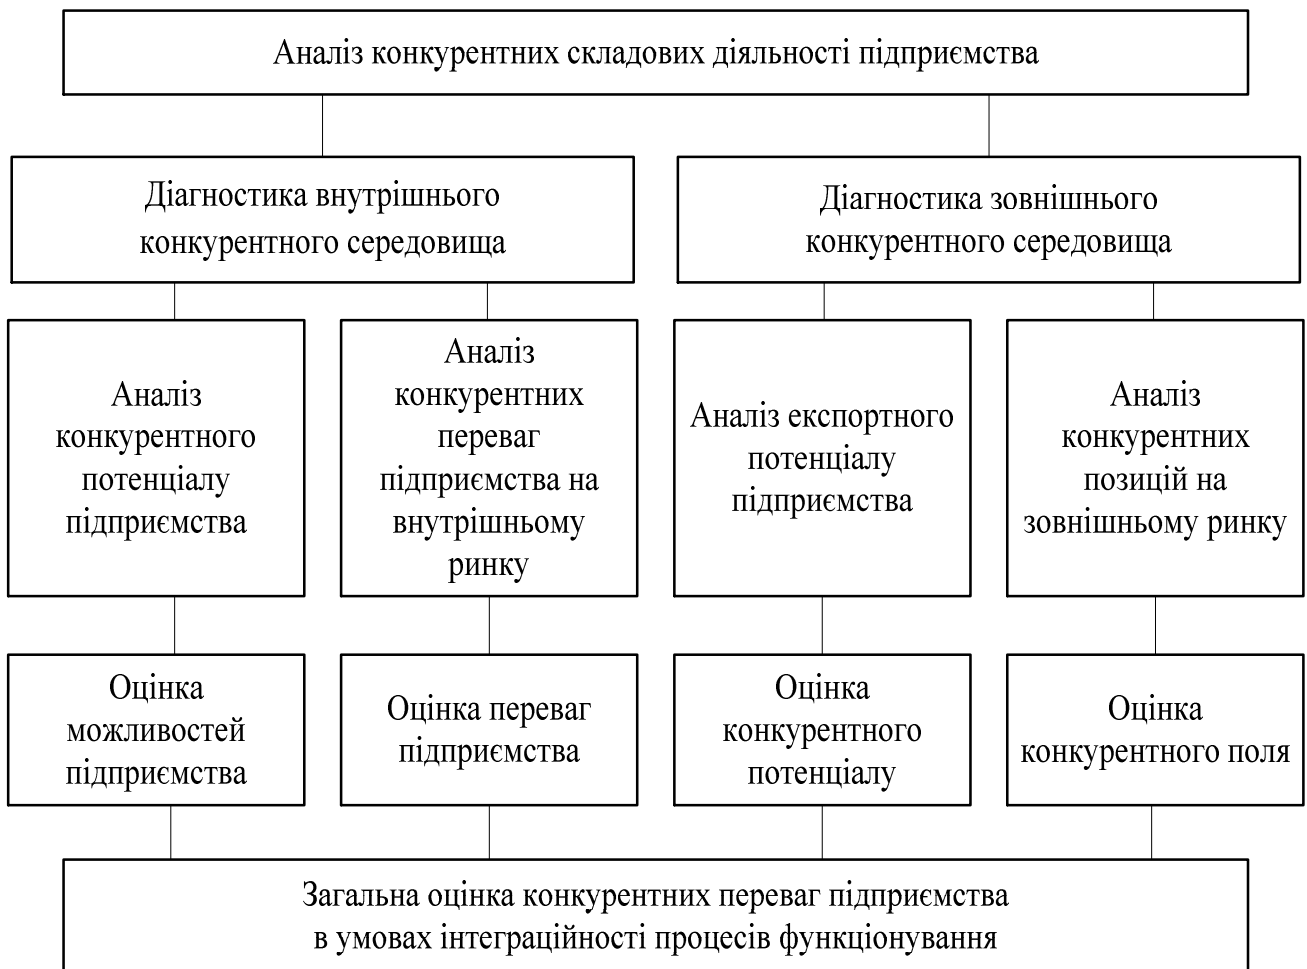 Аналіз конкурентних складових діяльності підприємства
Діагностика внутрішнього
конкурентного середовища
Діагностика зовнішнього
конкурентного середовища
Аналіз
конкурентного
потенціалу
підприємства
Аналіз
конкурентних
переваг
підприємства на
внутрішньому
ринку
Аналіз експортного
потенціалу
підприємства
Аналіз
конкурентних
позицій на
зовнішньому ринку
Оцінка
можливостей
підприємства
Оцінка переваг
підприємства
Оцінка
конкурентного
потенціалу
Оцінка
конкурентного поля
Загальна оцінка конкурентних переваг підприємства
в умовах інтеграційності процесів функціонування